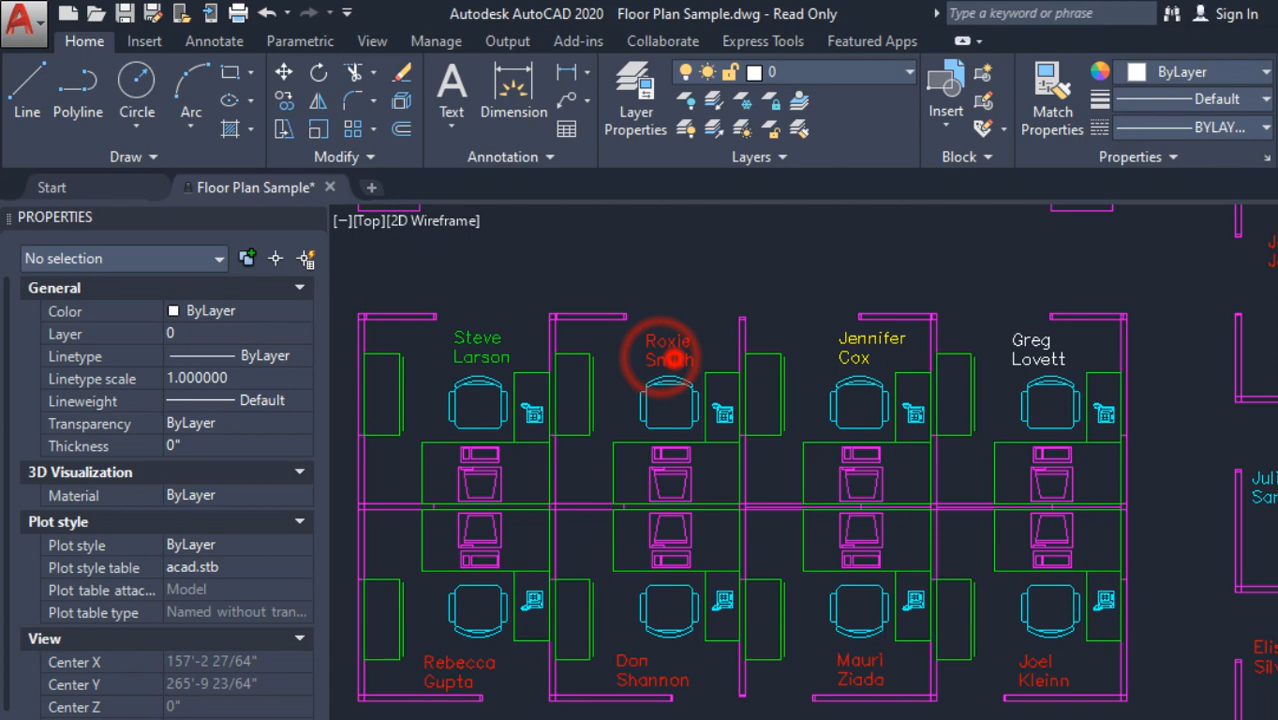 Autodesk AutoCAD 2020 Floor Plan Sample.dwg - Read Only
Type a keyword or phrase
Sign In
Home Insert Annotate Parametric View Manage Output Add-ins Collaborate Express Tools Featured Apps
Line Polyline Circle Arc
Text Dimension
Layer Properties
0
Insert
Match Properties
ByLayer
Default
BYLAY...
Draw Modify Annotation Layers Block Properties
Start Floor Plan Sample*
PROPERTIES
[−][Top][2D Wireframe]
No selection
General
Color ByLayer
Layer 0
Linetype ByLayer
Linetype scale 1.000000
Lineweight Default
Transparency ByLayer
Thickness 0"
3D Visualization
Material ByLayer
Plot style
Plot style ByLayer
Plot style table acad.stb
Plot table attac... Model
Plot table type Named without tran...
View
Center X 157'-2 27/64"
Center Y 265'-9 23/64"
Center Z 0"
Steve
Larson
Roxie
Smith
Jennifer
Cox
Greg
Lovett
Rebecca
Gupta
Don
Shannon
Mauri
Ziada
Joel
Kleinn